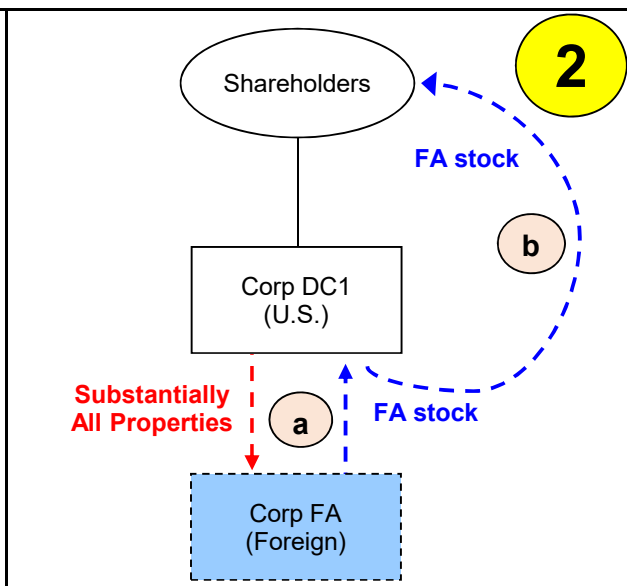 2
Shareholders
FA stock
b
Corp DC1
(U.S.)
Substantially
All Properties
a
FA stock
Corp FA
(Foreign)